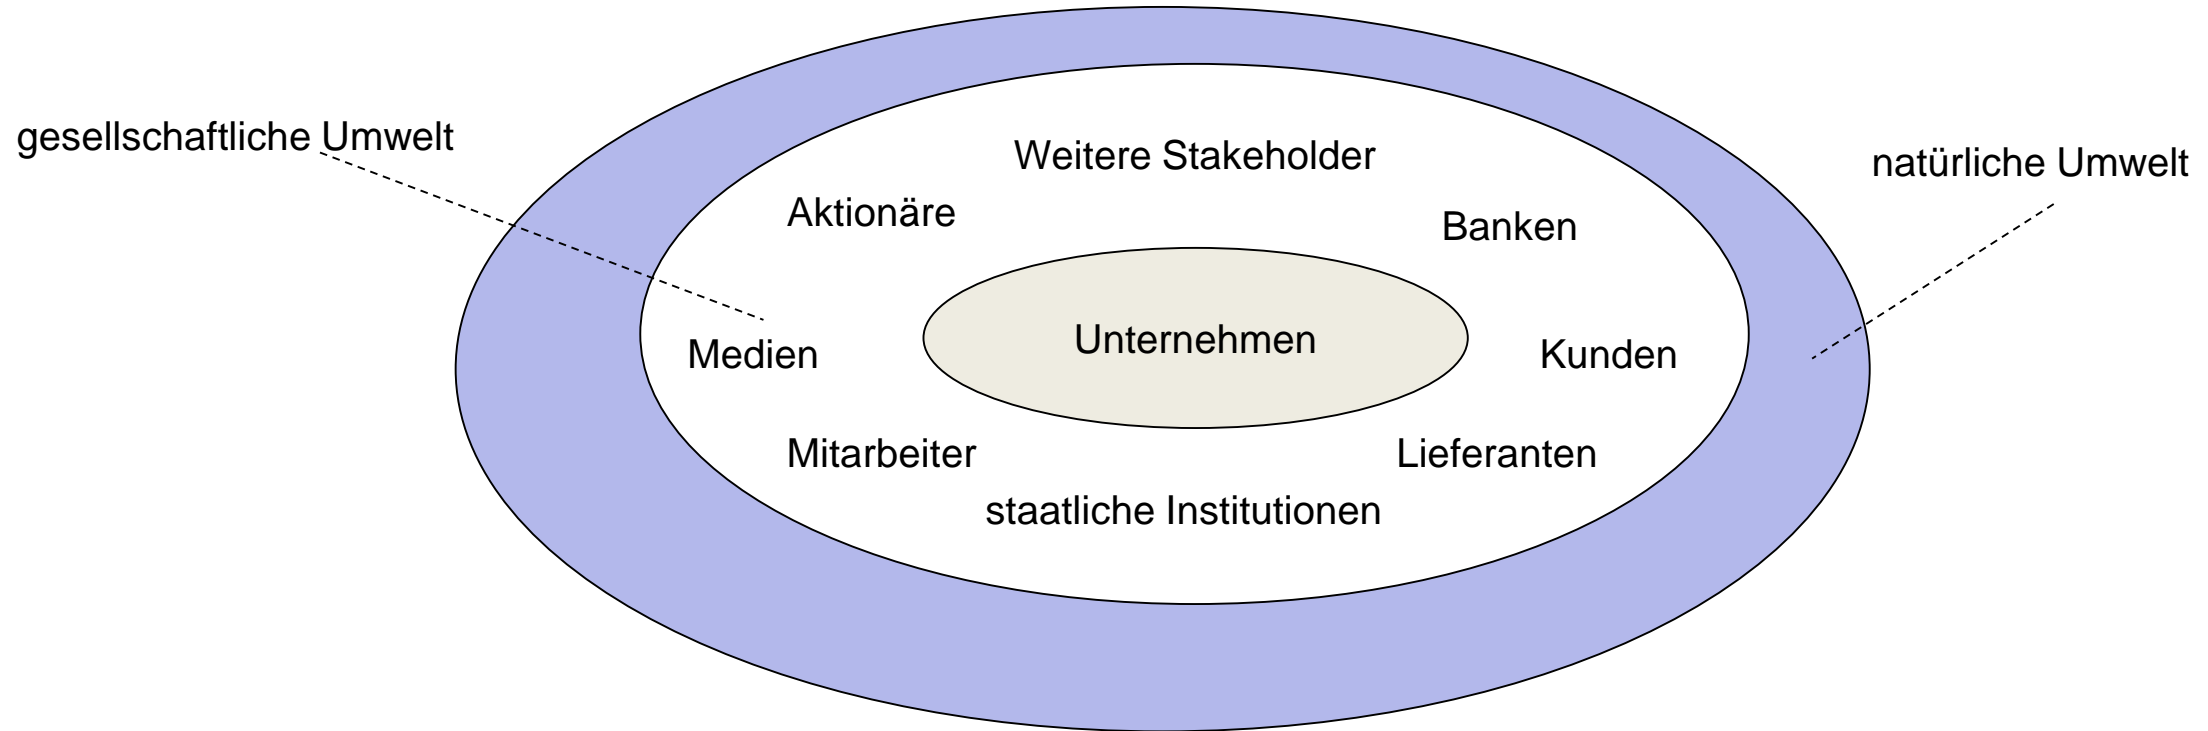 gesellschaftliche Umwelt
Weitere Stakeholder
natürliche Umwelt
Aktionäre
Banken
Unternehmen
Medien
Kunden
Mitarbeiter
Lieferanten
staatliche Institutionen